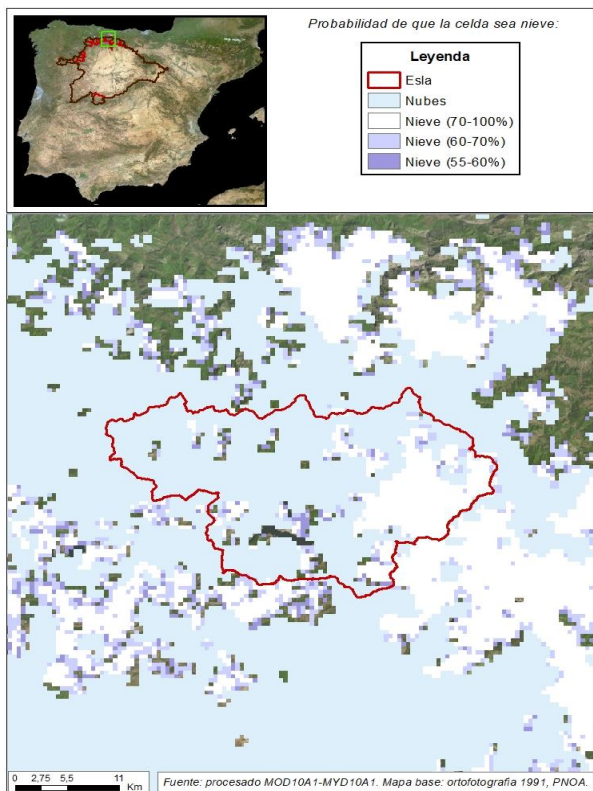 Probabilidad de que la celda sea nieve:
Leyenda
Esla
Nubes
Nieve (70-100%)
Nieve (60-70%)
Nieve (55-60%)
0 2,75 5,5 11
Km
Fuente: procesado MOD10A1-MYD10A1. Mapa base: ortofotografia 1991, PNOA.